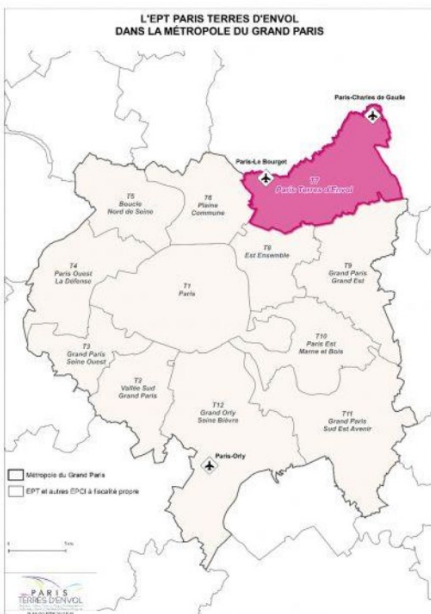 L'EPT PARIS TERRES D'ENVOL
DANS LA MÉTROPOLE DU GRAND PARIS
Paris-Charles de Gaulle
Paris-Le Bourget
T7
Paris Terres d'Envol
T5
Boucle
Nord de Seine
T6
Plaine
Commune
T8
Est Ensemble
T4
Paris Ouest
La Défense
T9
Grand Paris
Grand Est
T1
Paris
T10
Paris Est
Marne et Bois
T3
Grand Paris
Seine Ouest
T2
Vallée Sud
Grand Paris
T12
Grand Orly
Seine Bièvre
T11
Grand Paris
Sud Est Avenir
Paris-Orly
Métropole du Grand Paris
EPT et autres EPCI à fiscalité propre
PARIS
TERRES D'ENVOL